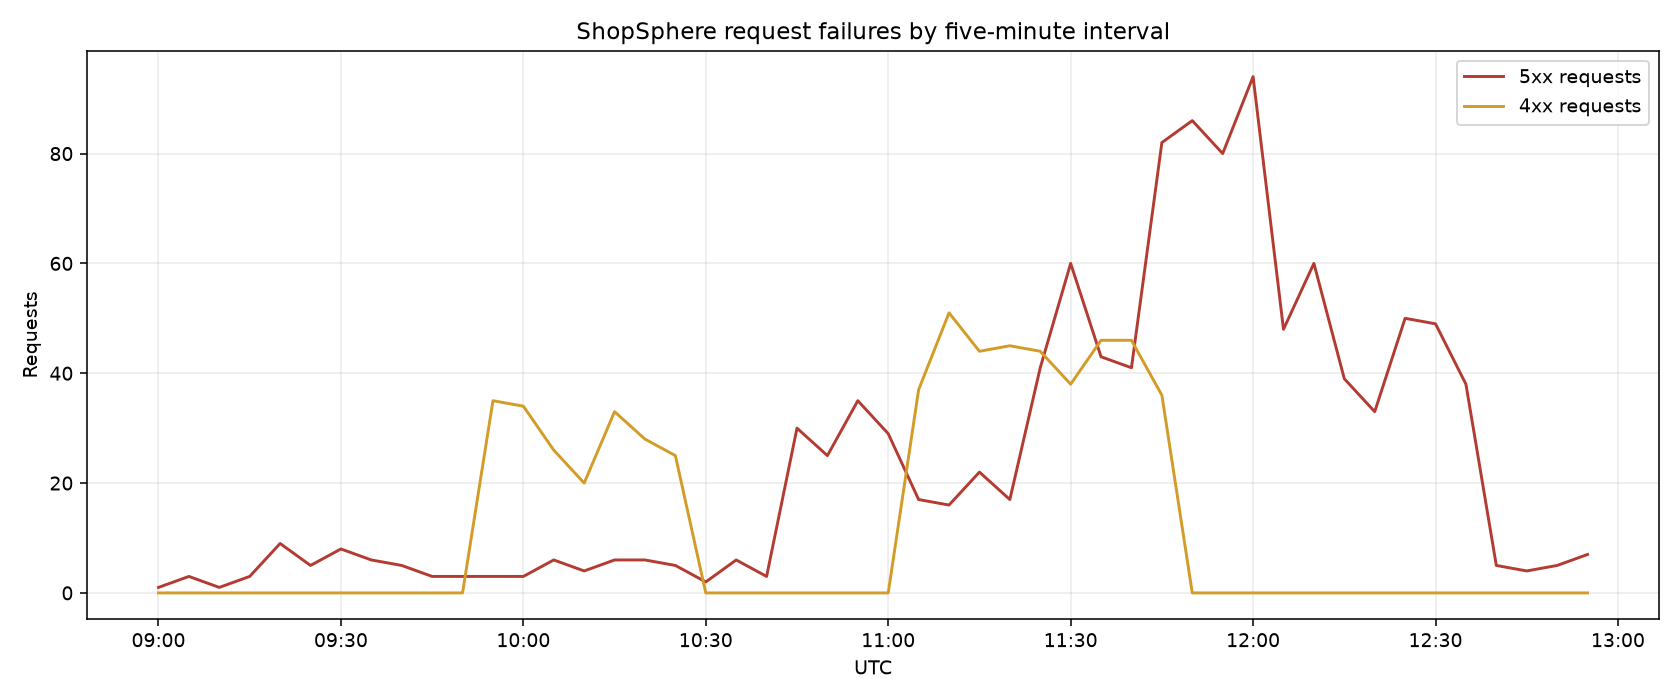 ShopSphere request failures by five-minute interval
5xx requests
4xx requests
Requests
80
60
40
20
0
09:00
09:30
10:00
10:30
11:00
11:30
12:00
12:30
13:00
UTC